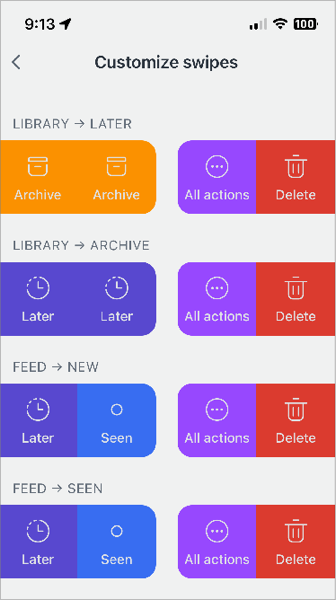 9:13 100
Customize swipes
LIBRARY → LATER
Archive Archive All actions Delete
LIBRARY → ARCHIVE
Later Later All actions Delete
FEED → NEW
Later Seen All actions Delete
FEED → SEEN
Later Seen All actions Delete